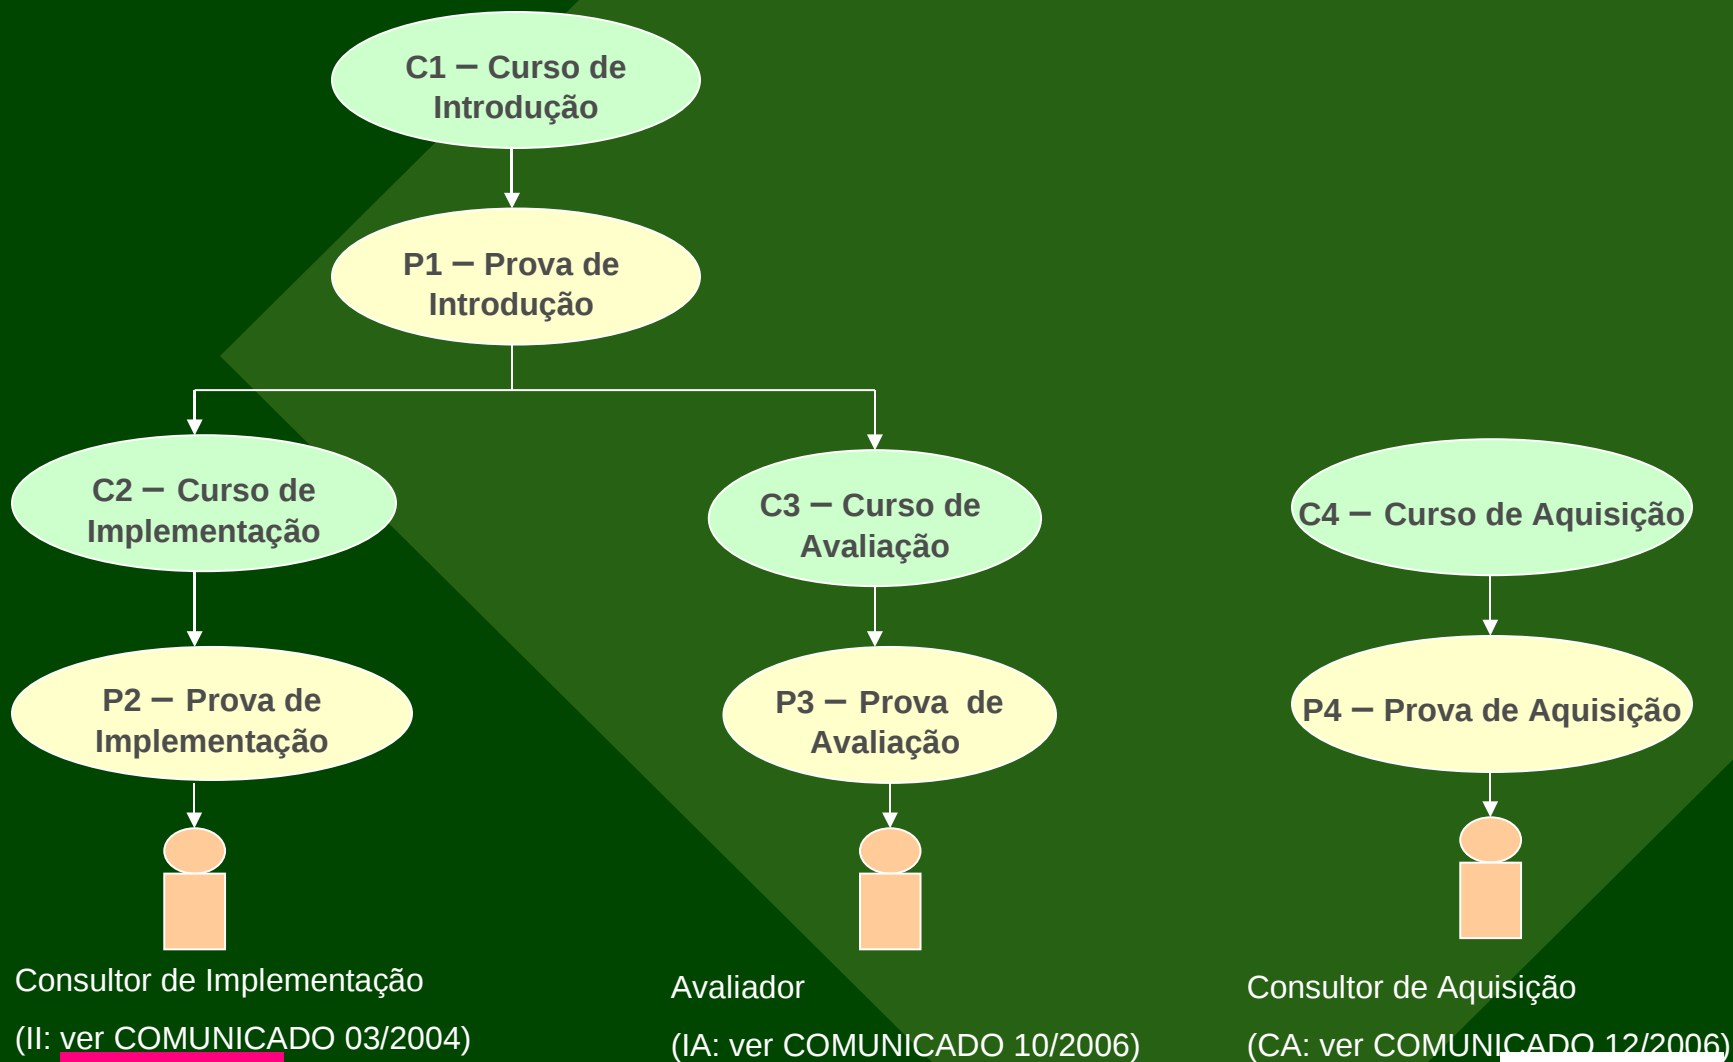 C1 – Curso de
Introdução
P1 – Prova de
Introdução
C2 – Curso de
Implementação
C3 – Curso de
Avaliação
C4 – Curso de Aquisição
P2 – Prova de
Implementação
P3 – Prova de
Avaliação
P4 – Prova de Aquisição
Consultor de Implementação
(II: ver COMUNICADO 03/2004)
Avaliador
(IA: ver COMUNICADO 10/2006)
Consultor de Aquisição
(CA: ver COMUNICADO 12/2006)